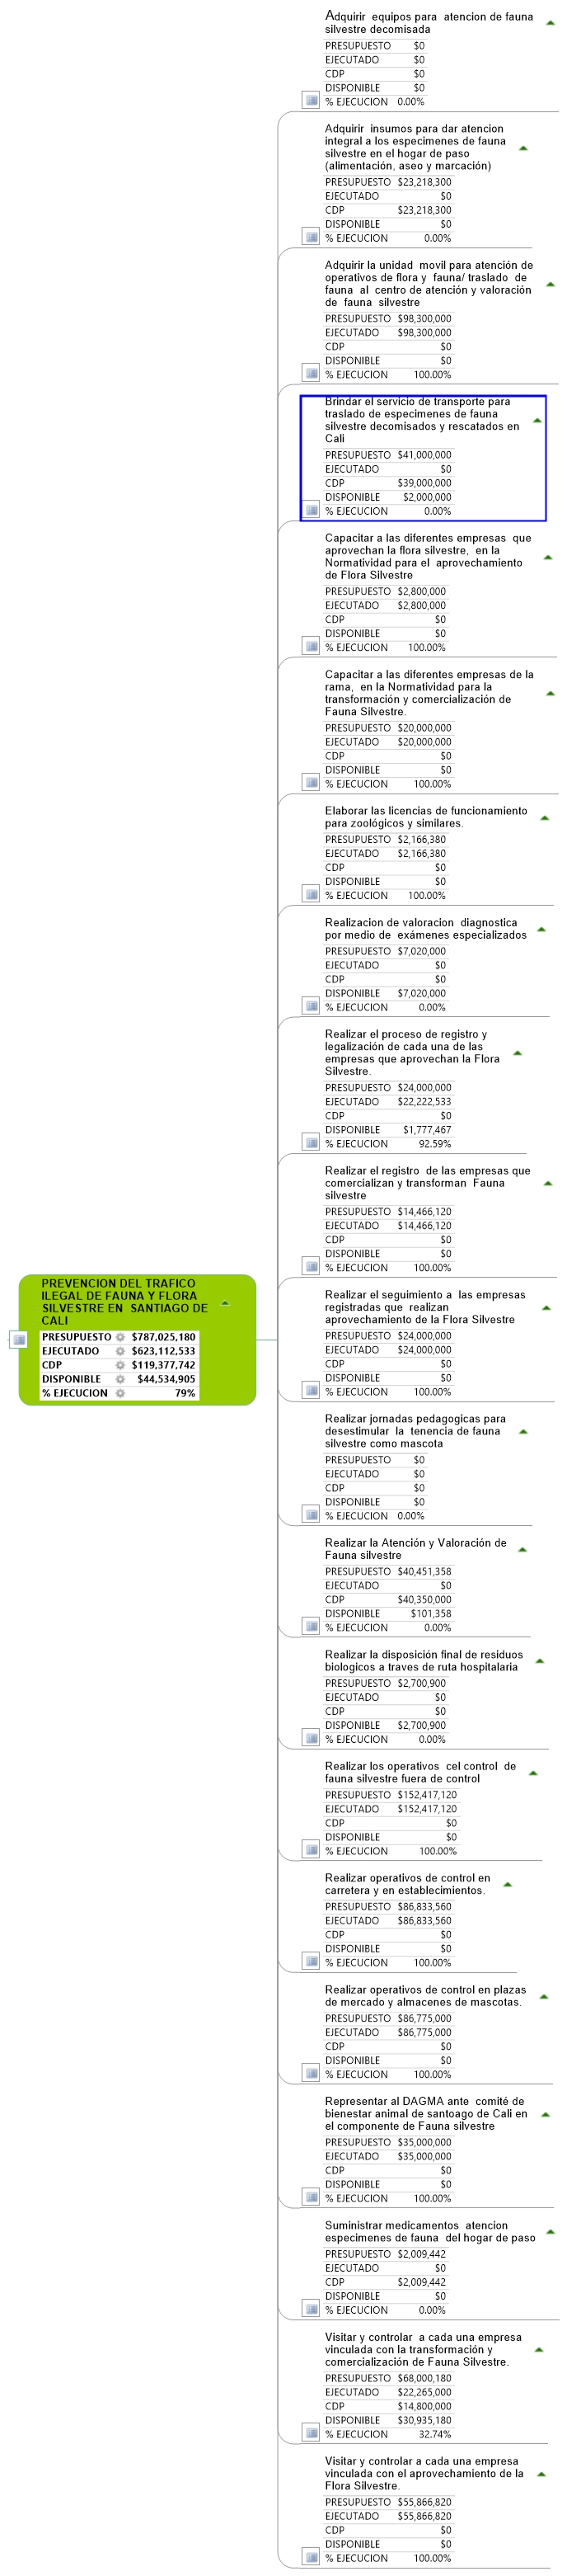 Adquirir equipos para atencion de fauna
silvestre decomisada
PRESUPUESTO $0
EJECUTADO $0
CDP $0
DISPONIBLE $0
% EJECUCION 0.00%
Adquirir insumos para dar atencion
integral a los especimenes de fauna
silvestre en el hogar de paso
(alimentación, aseo y marcación)
PRESUPUESTO $23,218,300
EJECUTADO $0
CDP $23,218,300
DISPONIBLE $0
% EJECUCION 0.00%
Adquirir la unidad movil para atención de
operativos de flora y fauna/ traslado de
fauna al centro de atención y valoración
de fauna silvestre
PRESUPUESTO $98,300,000
EJECUTADO $98,300,000
CDP $0
DISPONIBLE $0
% EJECUCION 100.00%
Brindar el servicio de transporte para
traslado de especimenes de fauna
silvestre decomisados y rescatados en
Cali
PRESUPUESTO $41,000,000
EJECUTADO $0
CDP $39,000,000
DISPONIBLE $2,000,000
% EJECUCION 0.00%
Capacitar a las diferentes empresas que
aprovechan la flora silvestre, en la
Normatividad para el aprovechamiento
de Flora Silvestre
PRESUPUESTO $2,800,000
EJECUTADO $2,800,000
CDP $0
DISPONIBLE $0
% EJECUCION 100.00%
Capacitar a las diferentes empresas de la
rama, en la Normatividad para la
transformación y comercialización de
Fauna Silvestre.
PRESUPUESTO $20,000,000
EJECUTADO $20,000,000
CDP $0
DISPONIBLE $0
% EJECUCION 100.00%
Elaborar las licencias de funcionamiento
para zoológicos y similares.
PRESUPUESTO $2,166,380
EJECUTADO $2,166,380
CDP $0
DISPONIBLE $0
% EJECUCION 100.00%
Realizacion de valoracion diagnostica
por medio de exámenes especializados
PRESUPUESTO $7,020,000
EJECUTADO $0
CDP $0
DISPONIBLE $7,020,000
% EJECUCION 0.00%
Realizar el proceso de registro y
legalización de cada una de las
empresas que aprovechan la Flora
Silvestre.
PRESUPUESTO $24,000,000
EJECUTADO $22,222,533
CDP $0
DISPONIBLE $1,777,467
% EJECUCION 92.59%
Realizar el registro de las empresas que
comercializan y transforman Fauna
silvestre
PRESUPUESTO $14,466,120
EJECUTADO $14,466,120
CDP $0
DISPONIBLE $0
% EJECUCION 100.00%
PREVENCION DEL TRAFICO
ILEGAL DE FAUNA Y FLORA
SILVESTRE EN SANTIAGO DE
CALI
PRESUPUESTO $787,025,180
EJECUTADO $623,112,533
CDP $119,377,742
DISPONIBLE $44,534,905
% EJECUCION 79%
Realizar el seguimiento a las empresas
registradas que realizan
aprovechamiento de la Flora Silvestre
PRESUPUESTO $24,000,000
EJECUTADO $24,000,000
CDP $0
DISPONIBLE $0
% EJECUCION 100.00%
Realizar jornadas pedagogicas para
desestimular la tenencia de fauna
silvestre como mascota
PRESUPUESTO $0
EJECUTADO $0
CDP $0
DISPONIBLE $0
% EJECUCION 0.00%
Realizar la Atención y Valoración de
Fauna silvestre
PRESUPUESTO $40,451,358
EJECUTADO $0
CDP $40,350,000
DISPONIBLE $101,358
% EJECUCION 0.00%
Realizar la disposición final de residuos
biologicos a traves de ruta hospitalaria
PRESUPUESTO $2,700,900
EJECUTADO $0
CDP $0
DISPONIBLE $2,700,900
% EJECUCION 0.00%
Realizar los operativos cel control de
fauna silvestre fuera de control
PRESUPUESTO $152,417,120
EJECUTADO $152,417,120
CDP $0
DISPONIBLE $0
% EJECUCION 100.00%
Realizar operativos de control en
carretera y en establecimientos.
PRESUPUESTO $86,833,560
EJECUTADO $86,833,560
CDP $0
DISPONIBLE $0
% EJECUCION 100.00%
Realizar operativos de control en plazas
de mercado y almacenes de mascotas.
PRESUPUESTO $86,775,000
EJECUTADO $86,775,000
CDP $0
DISPONIBLE $0
% EJECUCION 100.00%
Representar al DAGMA ante comité de
bienestar animal de santoago de Cali en
el componente de Fauna silvestre
PRESUPUESTO $35,000,000
EJECUTADO $35,000,000
CDP $0
DISPONIBLE $0
% EJECUCION 100.00%
Suministrar medicamentos atencion
especimenes de fauna del hogar de paso
PRESUPUESTO $2,009,442
EJECUTADO $0
CDP $2,009,442
DISPONIBLE $0
% EJECUCION 0.00%
Visitar y controlar a cada una empresa
vinculada con la transformación y
comercialización de Fauna Silvestre.
PRESUPUESTO $68,000,180
EJECUTADO $22,265,000
CDP $14,800,000
DISPONIBLE $30,935,180
% EJECUCION 32.74%
Visitar y controlar a cada una empresa
vinculada con el aprovechamiento de la
Flora Silvestre.
PRESUPUESTO $55,866,820
EJECUTADO $55,866,820
CDP $0
DISPONIBLE $0
% EJECUCION 100.00%